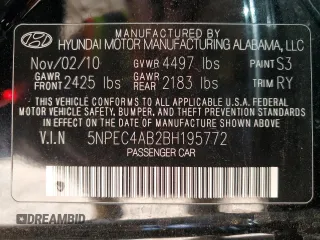 MANUFACTURED BY
HYUNDAI MOTOR MANUFACTURING ALABAMA, LLC
Nov/02/10 GVWR 4497 lbs PAINT S3
GAWR FRONT 2425 lbs GAWR REAR 2183 lbs TRIM RY
THIS VEHICLE CONFORMS TO ALL APPLICABLE U.S. FEDERAL
MOTOR VEHICLE SAFETY, BUMPER, AND THEFT PREVENTION
STANDARDS IN EFFECT ON THE DATE OF MANUFACTURE
SHOWN ABOVE.
V.I.N 5NPEC4AB2BH195772
PASSENGER CAR
DREAMBID